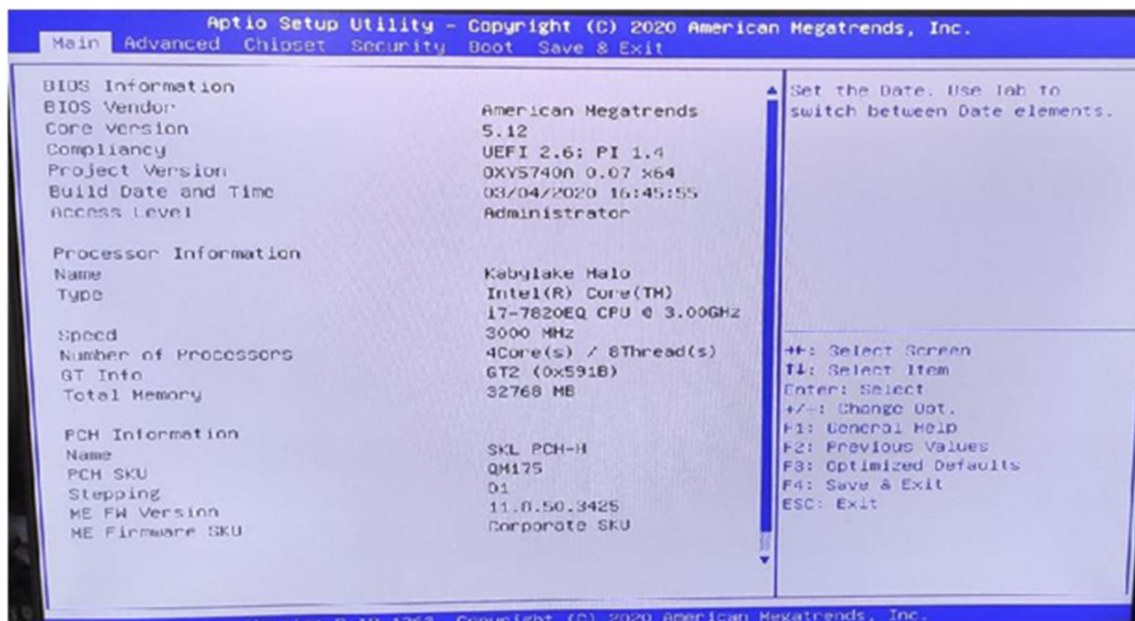 Aptio Setup Utility – Copyright (C) 2020 American Megatrends, Inc.
Main Advanced Chipset Security Boot Save & Exit
BIOS Information
BIOS Vendor American Megatrends
Core Version 5.12
Compliancy UEFI 2.6; PI 1.4
Project Version 0.07 x64
Build Date and Time 03/04/2020 16:45:55
Access Level Administrator
Processor Information
Name Kabylake Halo
Type Intel(R) Core(TM)
i7-7820EQ CPU @ 3.00GHz
Speed 3000 MHz
Number of Processors 4Core(s) / 8Thread(s)
GT Info GT2 (0x591B)
Total Memory 32768 MB
PCH Information
Name SKL PCH-H
PCH SKU QM175
Stepping D1
ME FW Version
ME Firmware SKU Corporate SKU
Set the Date. Use Tab to
switch between Date elements.
→←: Select Screen
↑↓: Select Item
Enter: Select
+/-: Change Opt.
F1: General Help
F2: Previous Values
F3: Optimized Defaults
F4: Save & Exit
ESC: Exit
Copyright (C) 2020 American Megatrends, Inc.